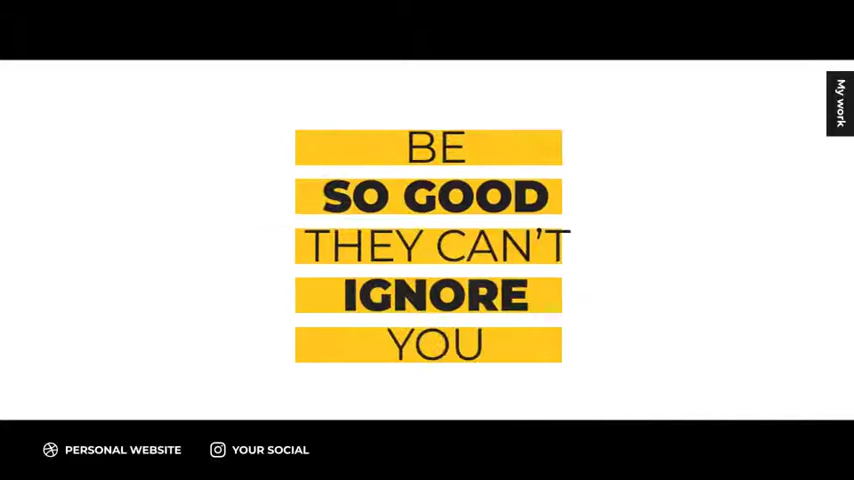 My work
BE
SO GOOD
THEY CAN’T
IGNORE
YOU
PERSONAL WEBSITE
YOUR SOCIAL